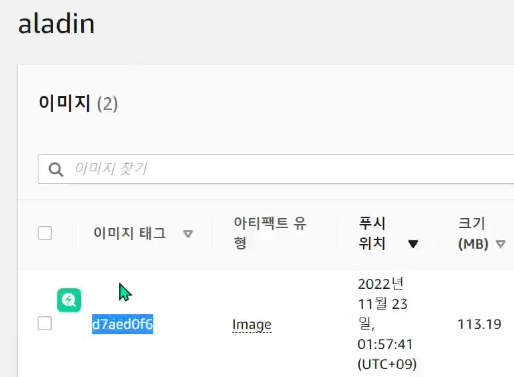 aladin
이미지 (2)
이미지 찾기
이미지 태그
아티팩트 유
형
푸시
위치
크기
(MB)
d7aed0f6
Image
2022년
11월 23
일,
01:57:41
(UTC+09)
113.19